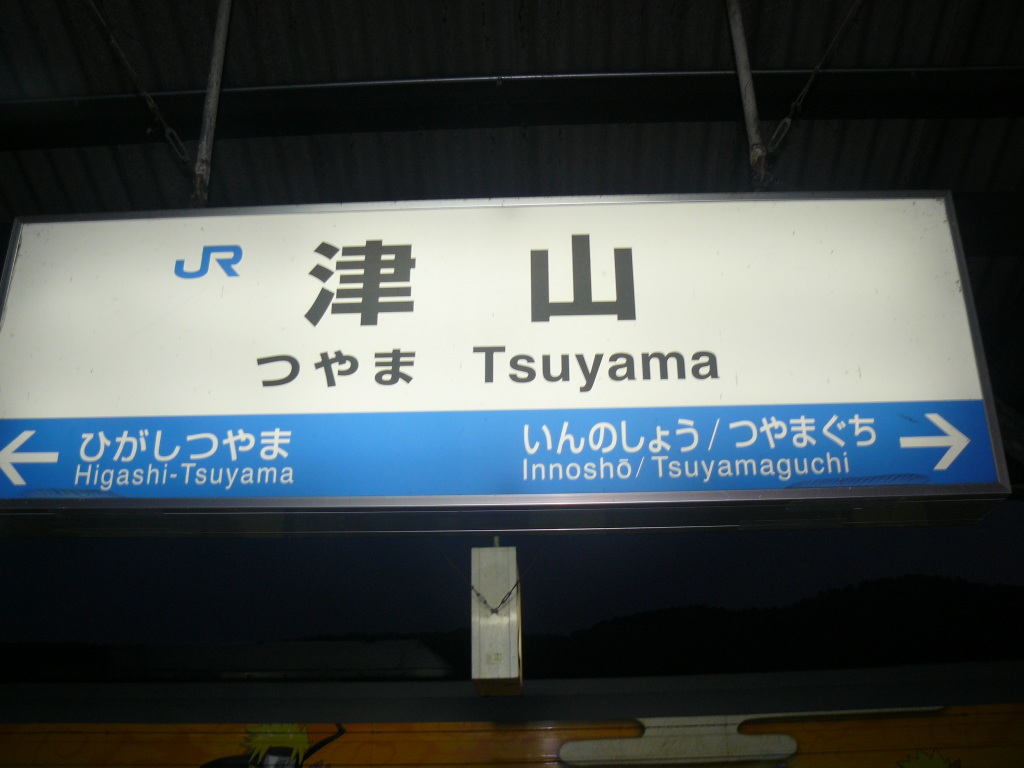 JR 津山
つやま Tsuyama
← ひがしつやま いんのしょう/つやまぐち →
Higashi-Tsuyama Innoshō/Tsuyamaguchi